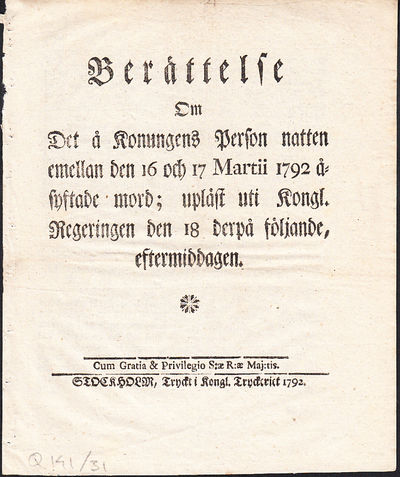 Berättelse
Om
Det å Konungens Person natten
emellan den 16 och 17 Martii 1792 å-
syftade mord; upläst uti Kongl.
Regeringen den 18 derpå följande,
eftermiddagen.
Cum Gratia & Privilegio S:æ R:æ Maj:tis.
STOCKHOLM, Tryckt i Kongl. Tryckeriet 1792.
Q 141/31